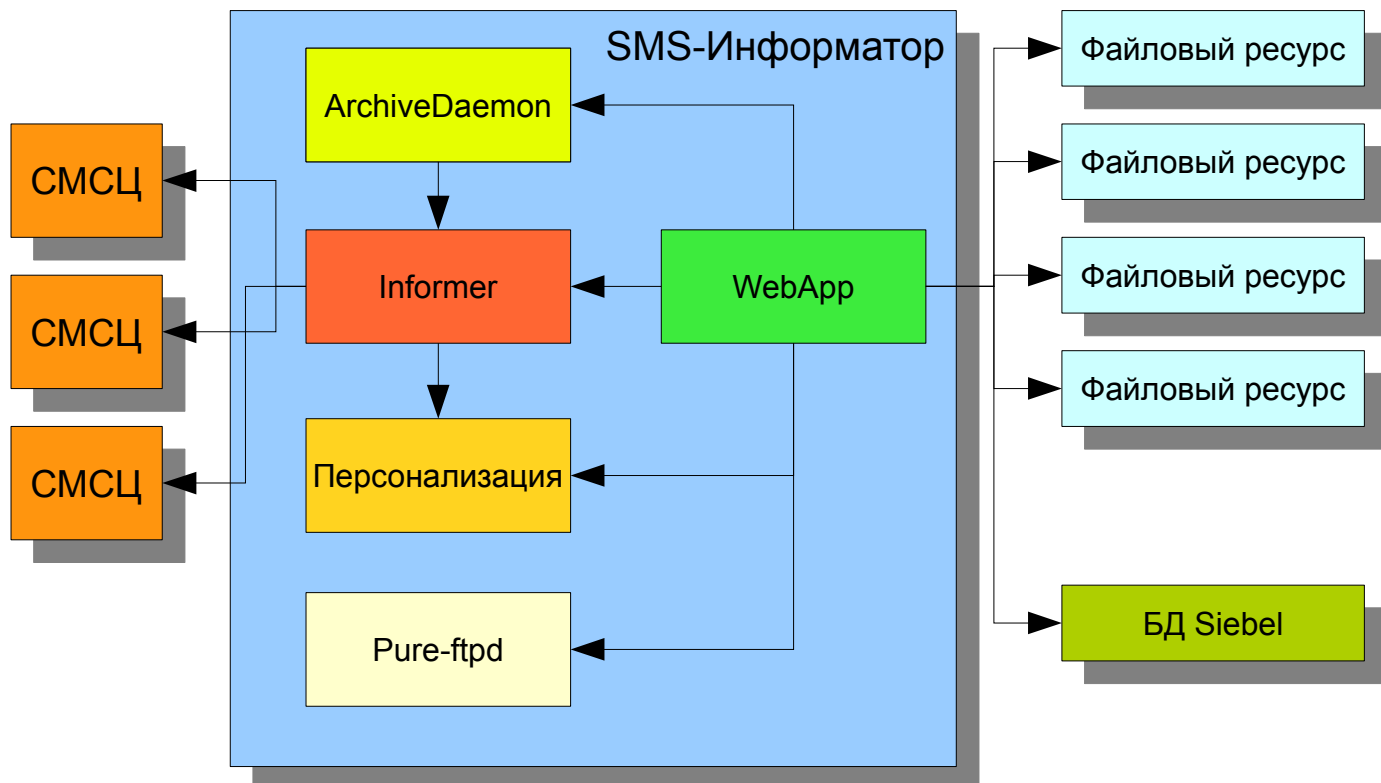 SMS-Информатор
ArchiveDaemon
Informer
WebApp
Персонализация
Pure-ftpd
СМСЦ
СМСЦ
СМСЦ
Файловый ресурс
Файловый ресурс
Файловый ресурс
Файловый ресурс
БД Siebel